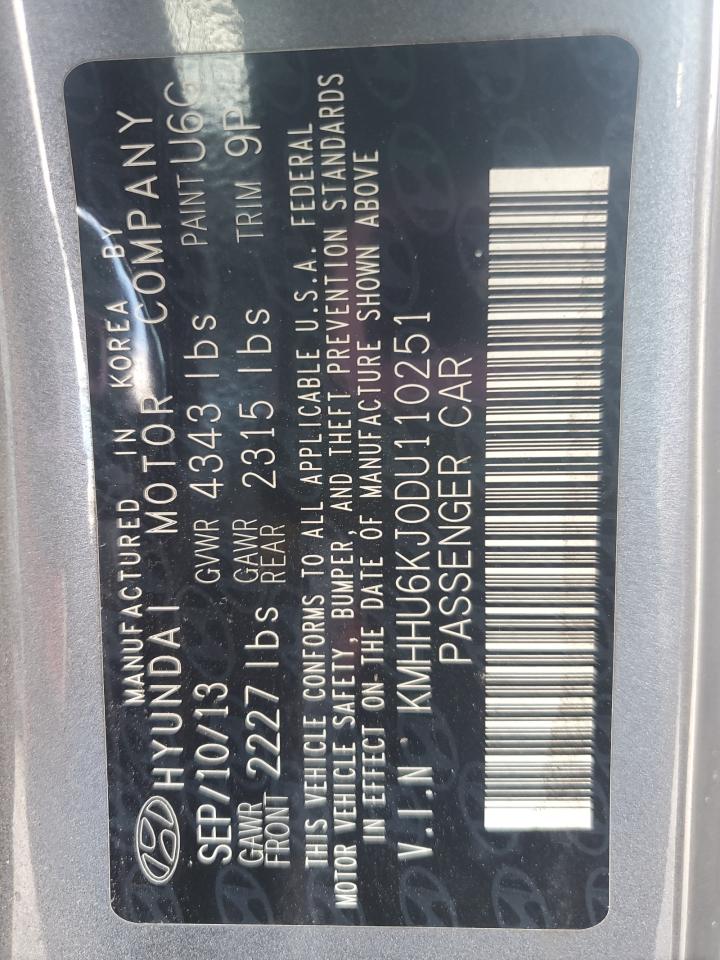 MANUFACTURED IN KOREA BY
HYUNDAI MOTOR COMPANY
SEP/10/13 GVWR 4343 lbs PAINT U6G
GAWR FRONT 2227 lbs GAWR REAR 2315 lbs TRIM 9P
THIS VEHICLE CONFORMS TO ALL APPLICABLE U.S.A. FEDERAL
MOTOR VEHICLE SAFETY, BUMPER, AND THEFT PREVENTION STANDARDS
IN EFFECT ON THE DATE OF MANUFACTURE SHOWN ABOVE
V.I.N KMHHU6KJ0DU110251
PASSENGER CAR